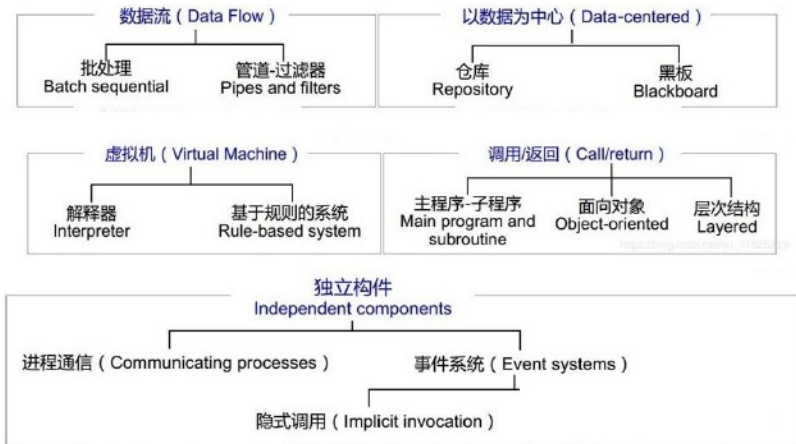 数据流（Data Flow）
批处理
Batch sequential
管道-过滤器
Pipes and filters
以数据为中心（Data-centered）
仓库
Repository
黑板
Blackboard
虚拟机（Virtual Machine）
解释器
Interpreter
基于规则的系统
Rule-based system
调用/返回（Call/return）
主程序-子程序
Main program and
subroutine
面向对象
Object-oriented
层次结构
Layered
独立构件
Independent components
进程通信（Communicating processes）
事件系统（Event systems）
隐式调用（Implicit invocation）